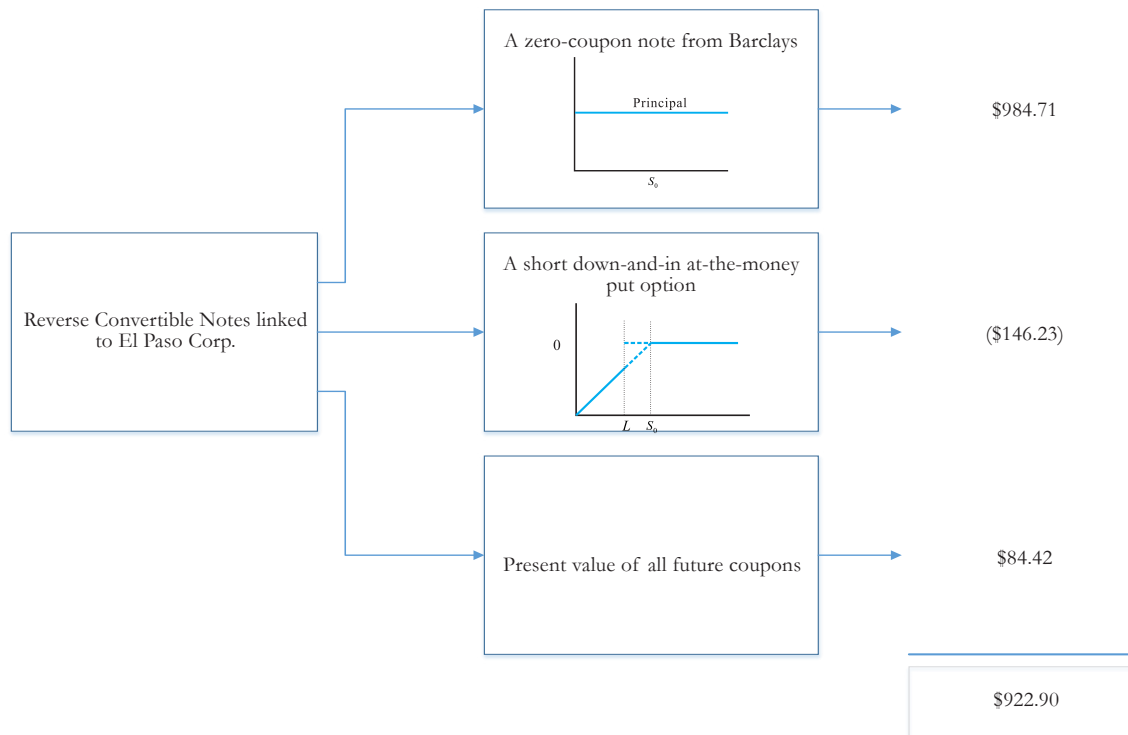 A zero-coupon note from Barclays
Principal
S₀
$984.71
Reverse Convertible Notes linked
to El Paso Corp.
A short down-and-in at-the-money
put option
0
L S₀
($146.23)
Present value of all future coupons
$84.42
$922.90